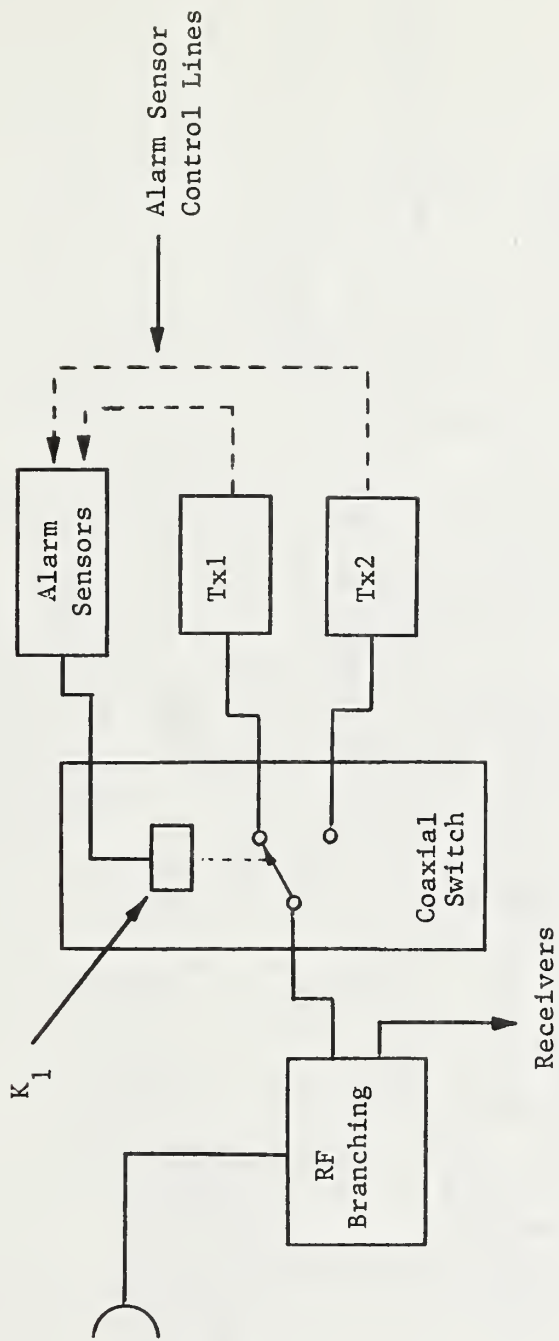 Alarm Sensor
Control Lines
Alarm
Sensors
Tx1
Tx2
K1
Coaxial
Switch
RF
Branching
Receivers